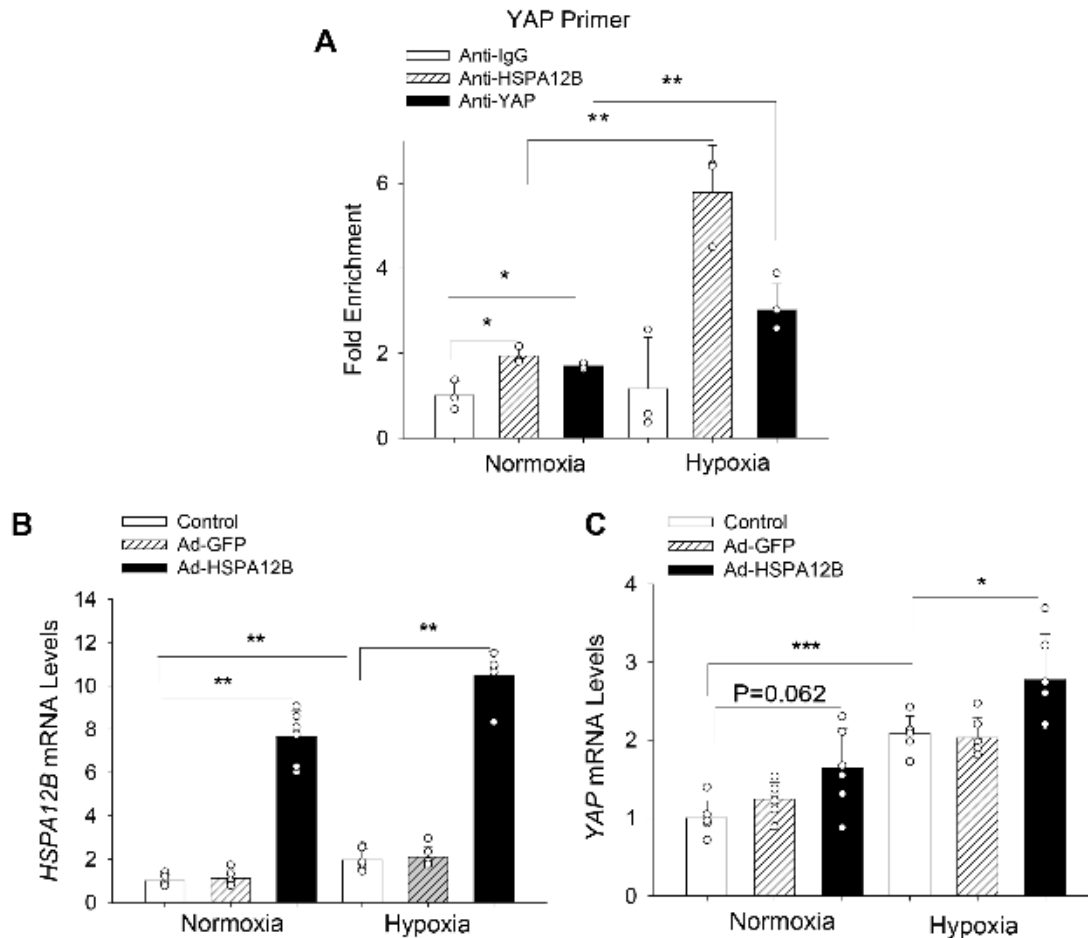 YAP Primer
A
Anti-IgG
Anti-HSPA12B
Anti-YAP
**
**
*
*
Fold Enrichment
6
4
2
0
Normoxia Hypoxia
B
Control
Ad-GFP
Ad-HSPA12B
**
**
**
HSPA12B mRNA Levels
14
12
10
8
6
4
2
0
Normoxia Hypoxia
C
Control
Ad-GFP
Ad-HSPA12B
*
***
P=0.062
YAP mRNA Levels
4
3
2
1
0
Normoxia Hypoxia